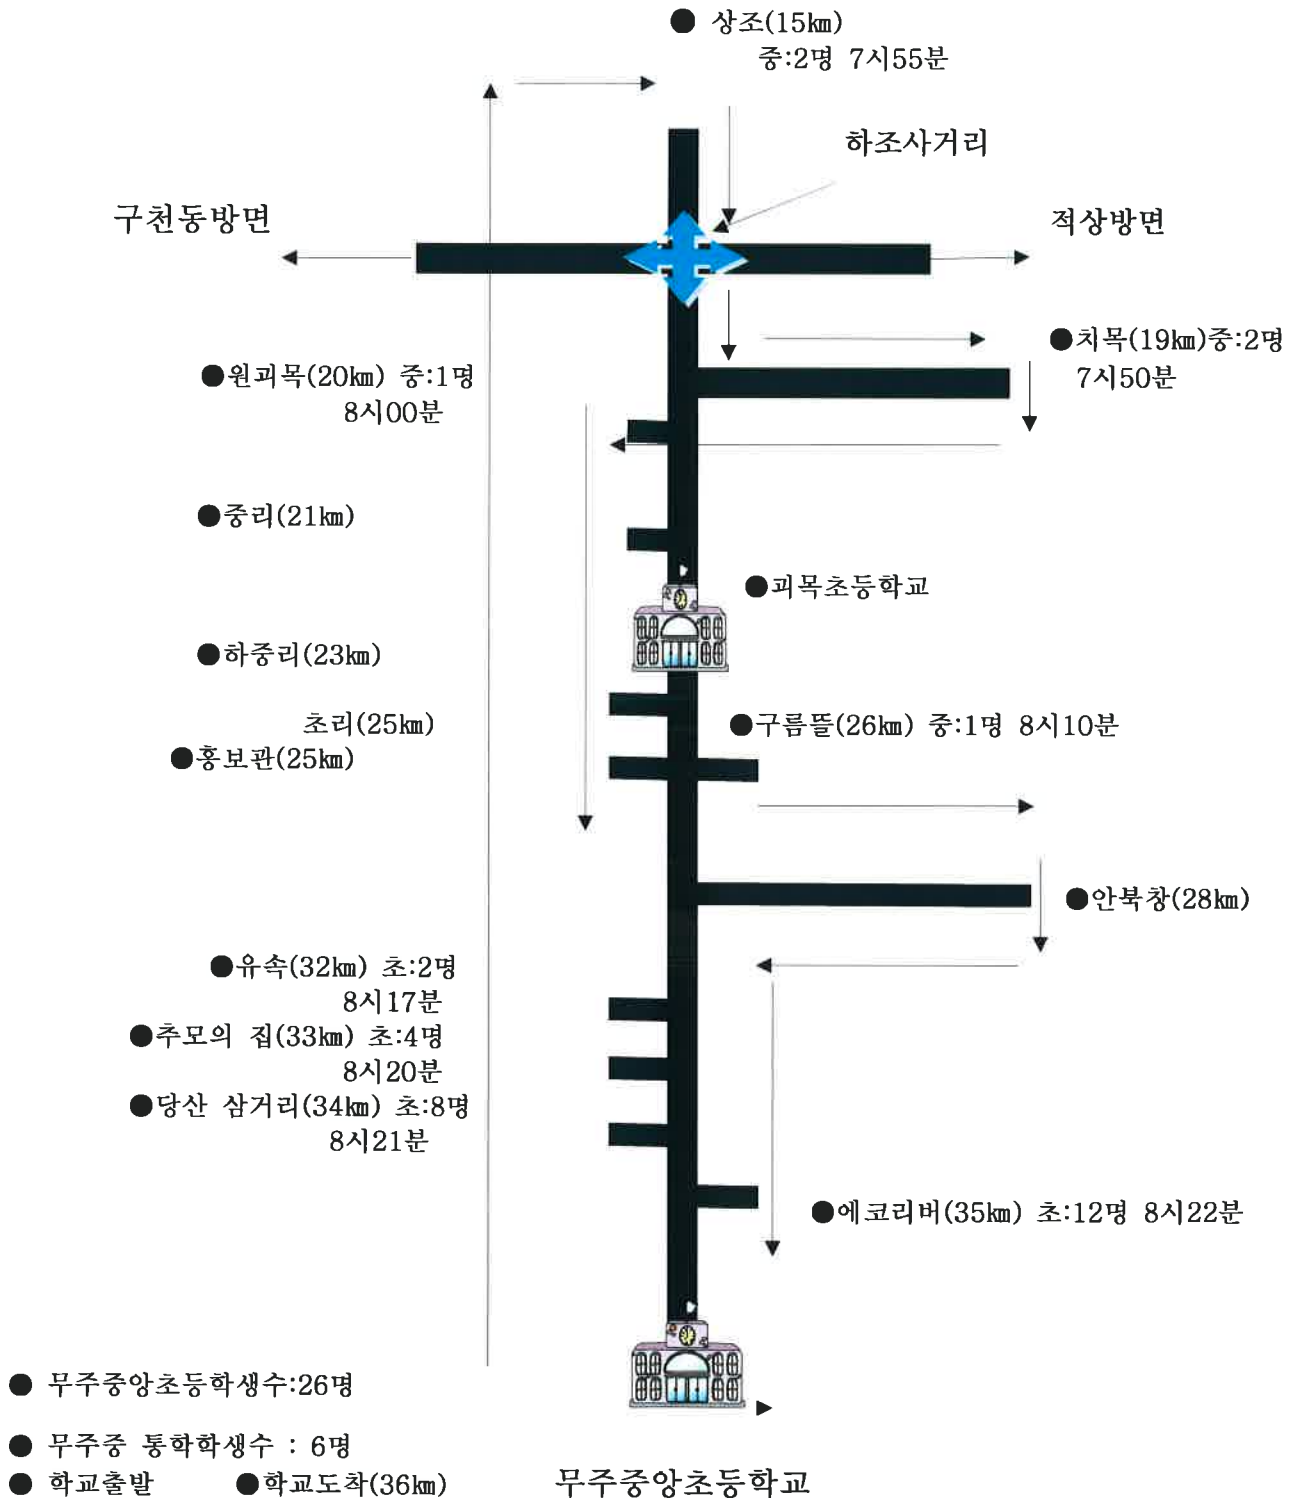 ● 상조(15㎞)
중:2명 7시55분
하조사거리
구천동방면
적상방면
●치목(19㎞)중:2명
7시50분
●원괴목(20㎞) 중:1명
8시00분
●중리(21㎞)
●괴목초등학교
●하중리(23㎞)
초리(25㎞)
●구름뜰(26㎞) 중:1명 8시10분
●홍보관(25㎞)
●안북창(28㎞)
●유속(32㎞) 초:2명
8시17분
●추모의 집(33㎞) 초:4명
8시20분
●당산 삼거리(34㎞) 초:8명
8시21분
●에코리버(35㎞) 초:12명 8시22분
● 무주중앙초등학생수:26명
● 무주중 통학학생수 : 6명
● 학교출발 ●학교도착(36㎞)
무주중앙초등학교